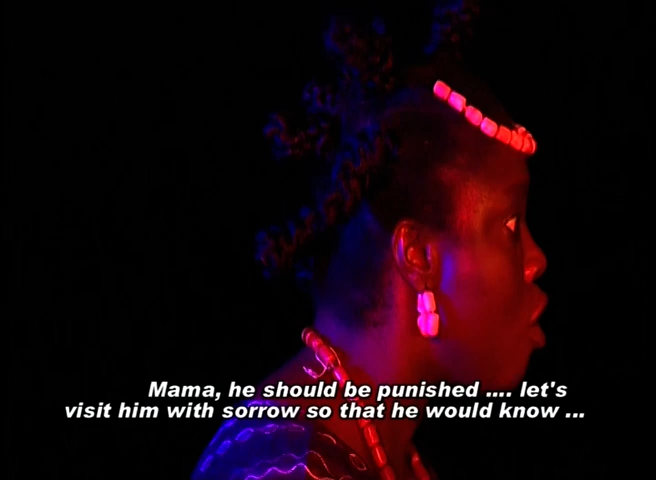 Mama, he should be punished .... let's
visit him with sorrow so that he would know ...